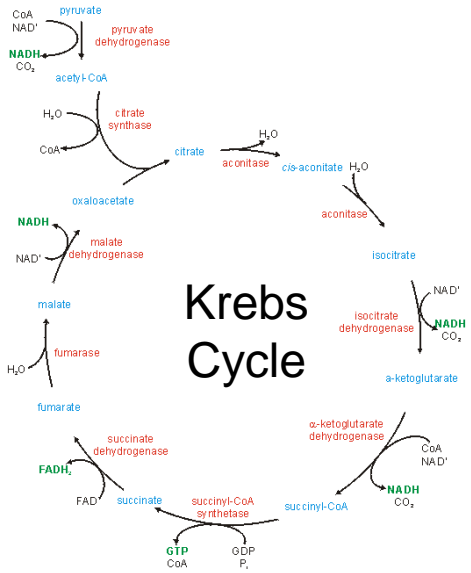 CoA
NAD'
NADH
CO₂
pyruvate
pyruvate
dehydrogenase
acetyl-CoA
H₂O
CoA
citrate
synthase
citrate
H₂O
aconitase
cis-aconitate
H₂O
aconitase
isocitrate
NAD'
isocitrate
dehydrogenase
NADH
CO₂
a-ketoglutarate
α-ketoglutarate
dehydrogenase
CoA
NAD'
NADH
CO₂
succinyl-CoA
succinyl-CoA
synthetase
GTP
CoA
GDP
Pᵢ
succinate
succinate
dehydrogenase
FADH₂
FAD
fumarate
fumarase
H₂O
malate
malate
dehydrogenase
NADH
NAD'
oxaloacetate
Krebs
Cycle